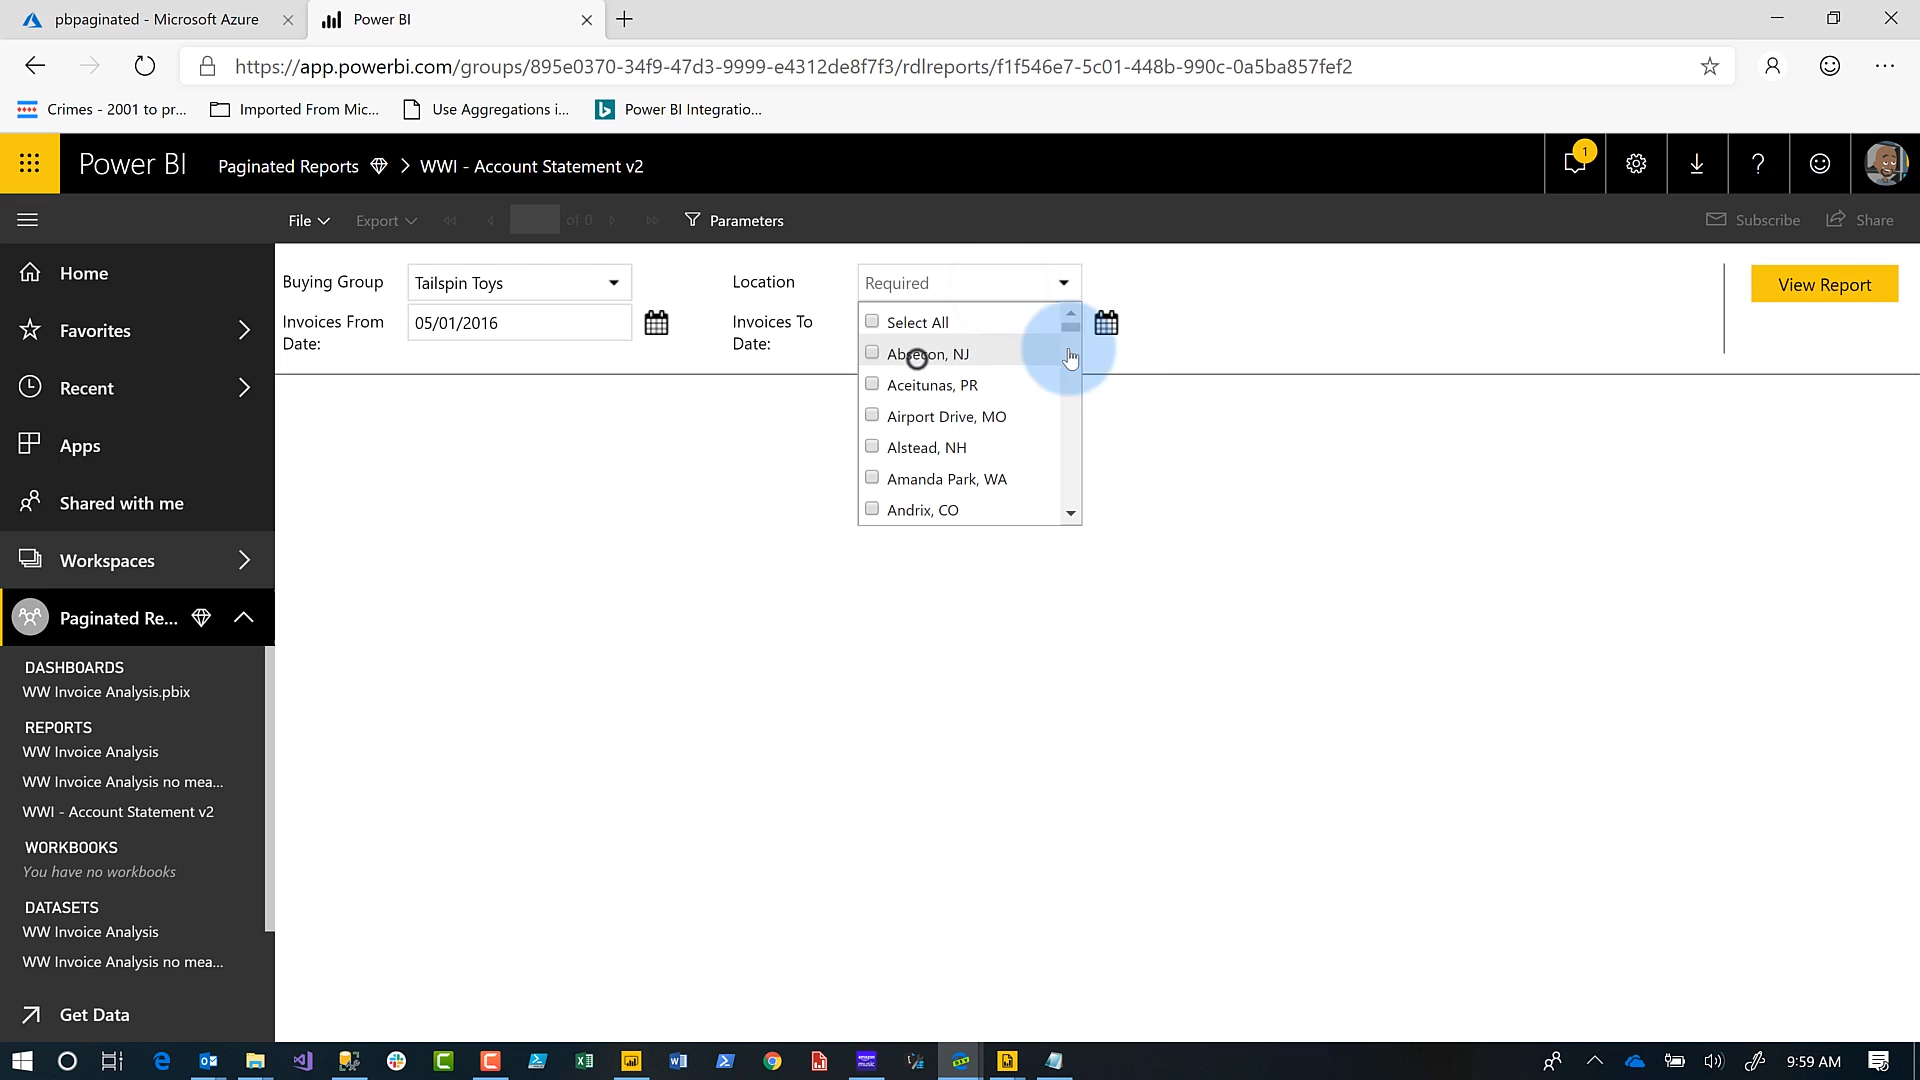 pbpaginated - Microsoft Azure
Power BI
https://app.powerbi.com/groups/895e0370-34f9-47d3-9999-e4312de8f7f3/rdlreports/f1f546e7-5c01-448b-990c-0a5ba857fef2
Crimes - 2001 to pr...
Imported From Mic...
Use Aggregations i...
Power BI Integratio...
Power BI
Paginated Reports > WWI - Account Statement v2
1
?
File
Export
of 0
Parameters
Subscribe
Share
Home
Favorites
Recent
Apps
Shared with me
Workspaces
Paginated Re...
DASHBOARDS
WW Invoice Analysis.pbix
REPORTS
WW Invoice Analysis
WW Invoice Analysis no mea...
WWI - Account Statement v2
WORKBOOKS
You have no workbooks
DATASETS
WW Invoice Analysis
WW Invoice Analysis no mea...
Get Data
Buying Group
Tailspin Toys
Location
Required
View Report
Invoices From
Date:
05/01/2016
Invoices To
Date:
Select All
Absecon, NJ
Aceitunas, PR
Airport Drive, MO
Alstead, NH
Amanda Park, WA
Andrix, CO
9:59 AM